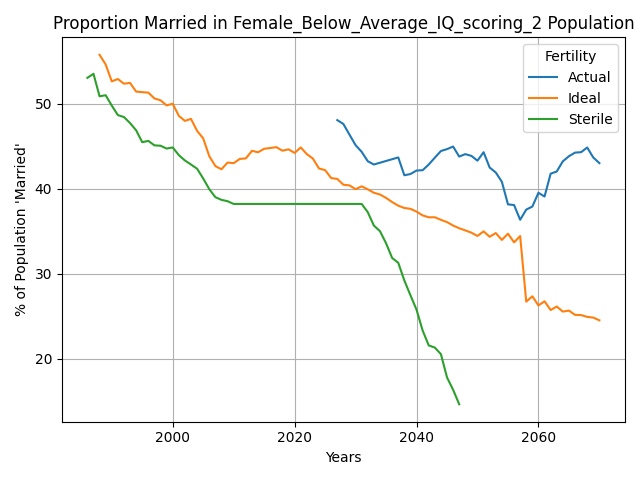 Proportion Married in Female_Below_Average_IQ_scoring_2 Population
Fertility
Actual
Ideal
Sterile
% of Population 'Married'
50
40
30
20
2000
2020
2040
2060
Years